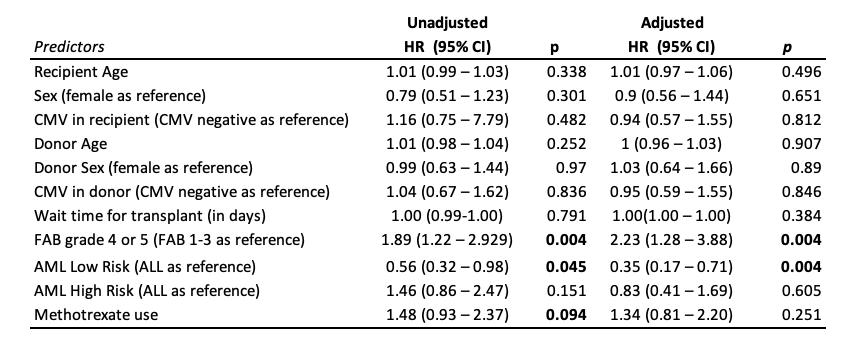 Unadjusted Adjusted
Predictors HR (95% CI) p HR (95% CI) p
Recipient Age 1.01 (0.99 – 1.03) 0.338 1.01 (0.97 – 1.06) 0.496
Sex (female as reference) 0.79 (0.51 – 1.23) 0.301 0.9 (0.56 – 1.44) 0.651
CMV in recipient (CMV negative as reference) 1.16 (0.75 – 7.79) 0.482 0.94 (0.57 – 1.55) 0.812
Donor Age 1.01 (0.98 – 1.04) 0.252 1 (0.96 – 1.03) 0.907
Donor Sex (female as reference) 0.99 (0.63 – 1.44) 0.97 1.03 (0.64 – 1.66) 0.89
CMV in donor (CMV negative as reference) 1.04 (0.67 – 1.62) 0.836 0.95 (0.59 – 1.55) 0.846
Wait time for transplant (in days) 1.00 (0.99-1.00) 0.791 1.00(1.00 – 1.00) 0.384
FAB grade 4 or 5 (FAB 1-3 as reference) 1.89 (1.22 – 2.929) 0.004 2.23 (1.28 – 3.88) 0.004
AML Low Risk (ALL as reference) 0.56 (0.32 – 0.98) 0.045 0.35 (0.17 – 0.71) 0.004
AML High Risk (ALL as reference) 1.46 (0.86 – 2.47) 0.151 0.83 (0.41 – 1.69) 0.605
Methotrexate use 1.48 (0.93 – 2.37) 0.094 1.34 (0.81 – 2.20) 0.251